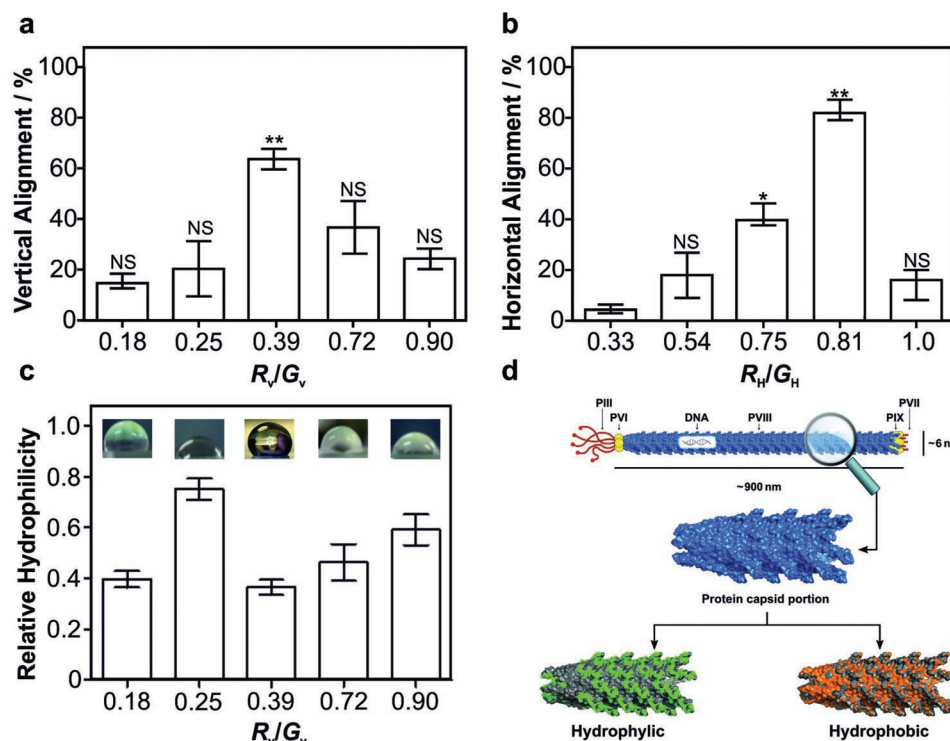 a
Vertical Alignment / %
100
80
60
40
20
0
NS
NS
**
NS
NS
0.18 0.25 0.39 0.72 0.90
Rv/Gv
b
Horizontal Alignment / %
100
80
60
40
20
0
NS
*
**
NS
0.33 0.54 0.75 0.81 1.0
RH/GH
c
Relative Hydrophilicity
1.0
0.8
0.6
0.4
0.2
0
0.18 0.25 0.39 0.72 0.90
Rv/Gv
d
PIII
PVI
DNA
PVIII
PIX
PVII
~6 n
~900 nm
Protein capsid portion
Hydrophylic
Hydrophobic